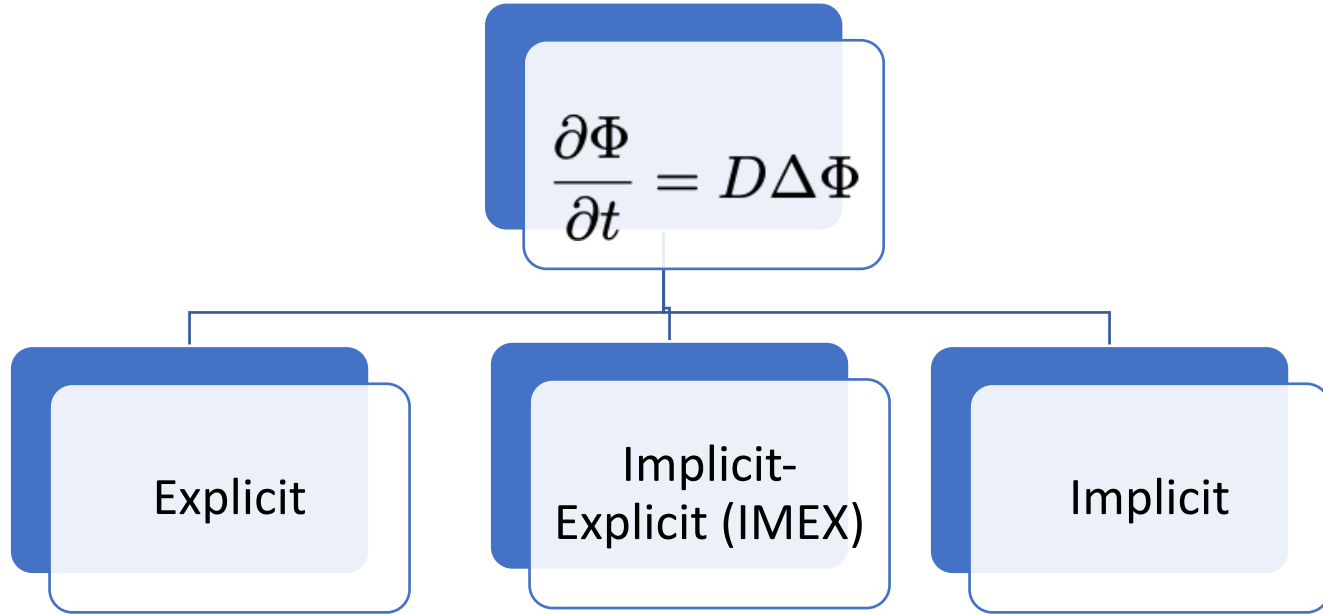 ∂Φ/∂t = DΔΦ
Explicit
Implicit-
Explicit (IMEX)
Implicit